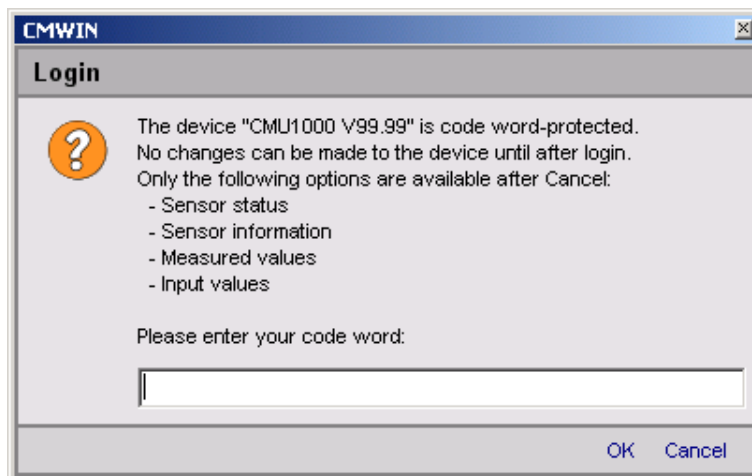 CMWIN
Login
The device "CMU1000 V99.99" is code word-protected.
No changes can be made to the device until after login.
Only the following options are available after Cancel:
- Sensor status
- Sensor information
- Measured values
- Input values
Please enter your code word:
OK Cancel